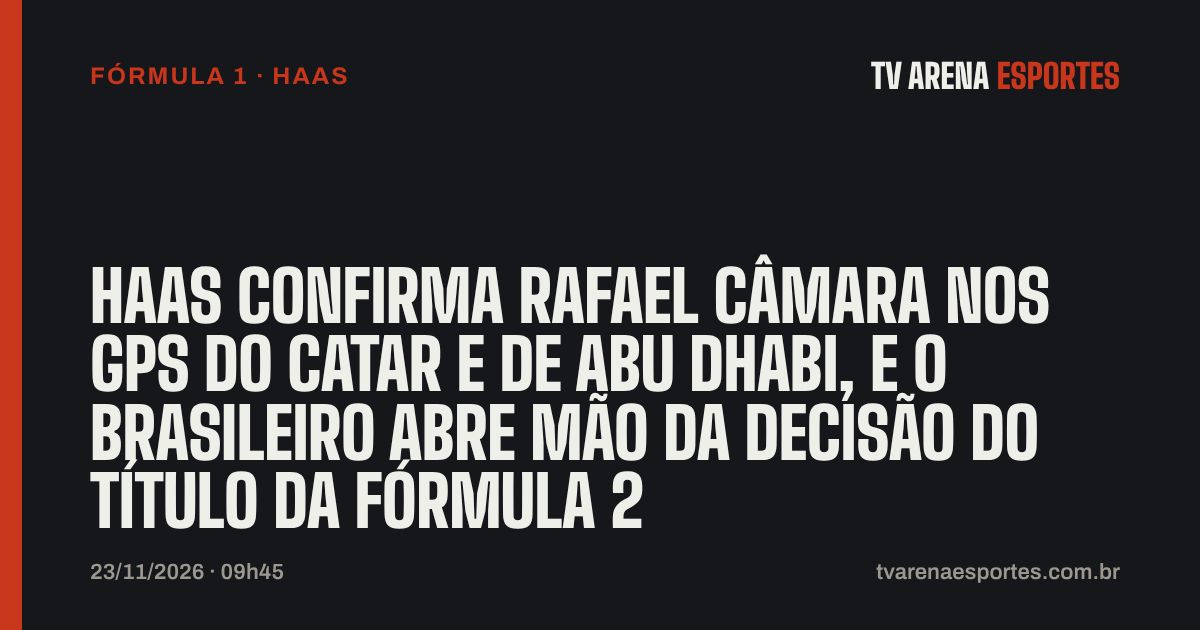 FÓRMULA 1 · HAAS
TV ARENA ESPORTES
HAAS CONFIRMA RAFAEL CÂMARA NOS
GPS DO CATAR E DE ABU DHABI, E O
BRASILEIRO ABRE MÃO DA DECISÃO DO
TÍTULO DA FÓRMULA 2
23/11/2026 · 09h45
tvarenaesportes.com.br